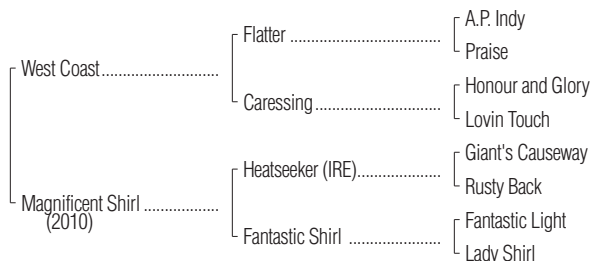 A.P. Indy
Flatter ..........................................
Praise
West Coast................................
Honour and Glory
Caressing...................................
Lovin Touch
Giant's Causeway
Heatseeker (IRE).......................
Rusty Back
Magnificent Shirl ....................
(2010)
Fantastic Light
Fantastic Shirl .........................
Lady Shirl